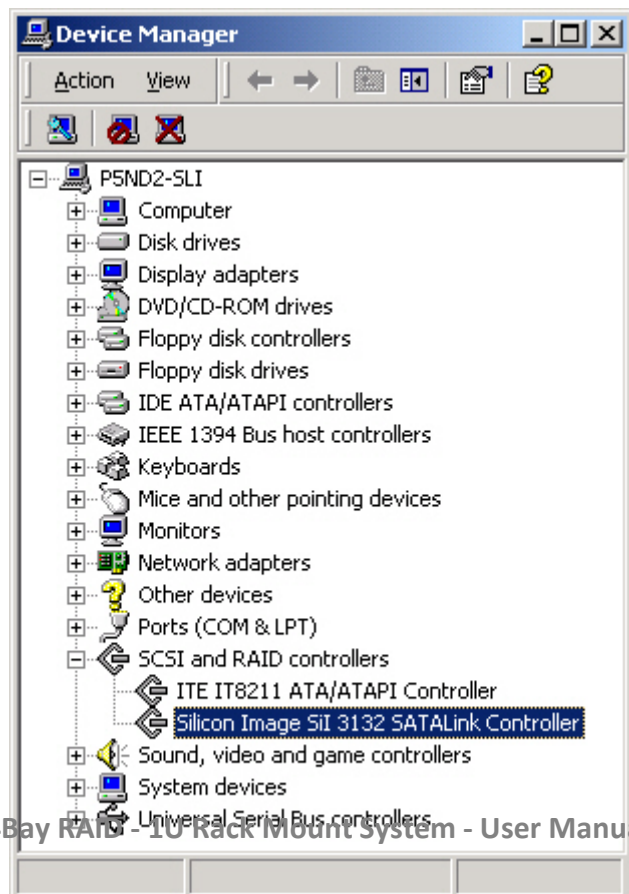 Device Manager
Action View
P5ND2-SLI
Computer
Disk drives
Display adapters
DVD/CD-ROM drives
Floppy disk controllers
Floppy disk drives
IDE ATA/ATAPI controllers
IEEE 1394 Bus host controllers
Keyboards
Mice and other pointing devices
Monitors
Network adapters
Other devices
Ports (COM & LPT)
SCSI and RAID controllers
ITE IT8211 ATA/ATAPI Controller
Silicon Image SiI 3132 SATALink Controller
Sound, video and game controllers
System devices
Universal Serial Bus controllers
Bay RAID - 1U Rack Mount System - User Manua